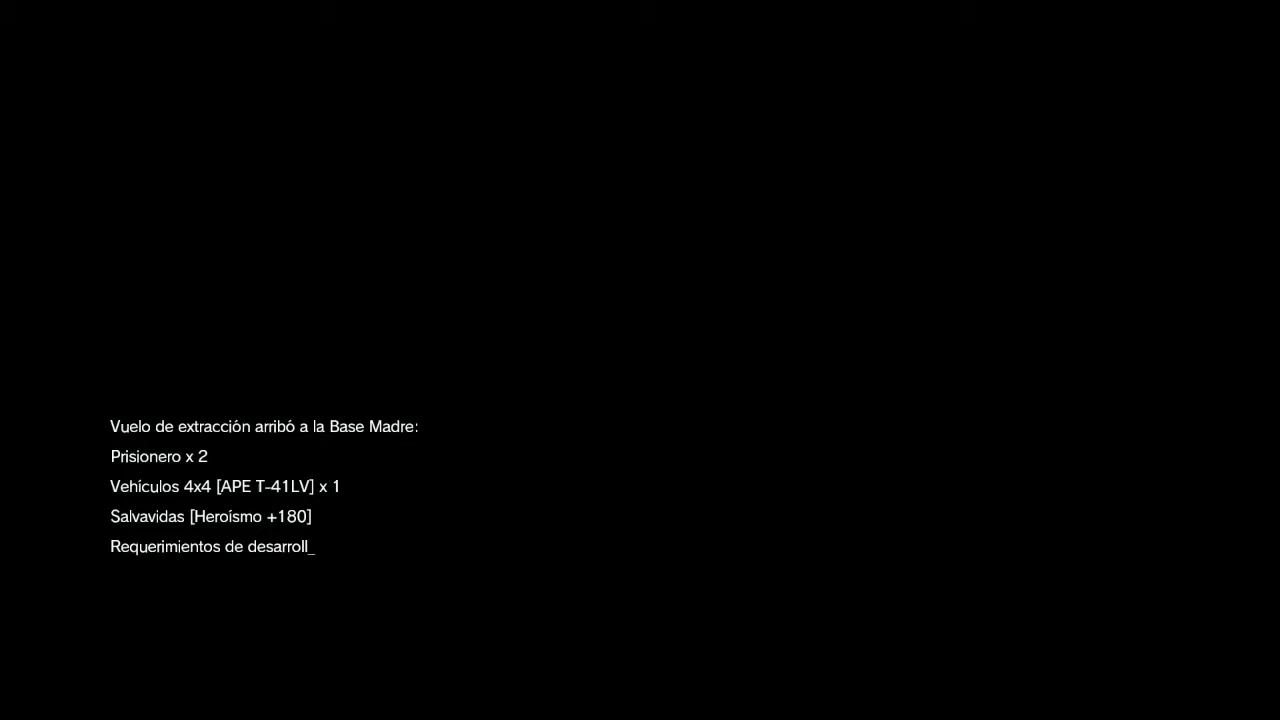 Vuelo de extracción arribó a la Base Madre:
Prisionero x 2
Vehículos 4x4 [APE T-41LV] x 1
Salvavidas [Heroísmo +180]
Requerimientos de desarroll_